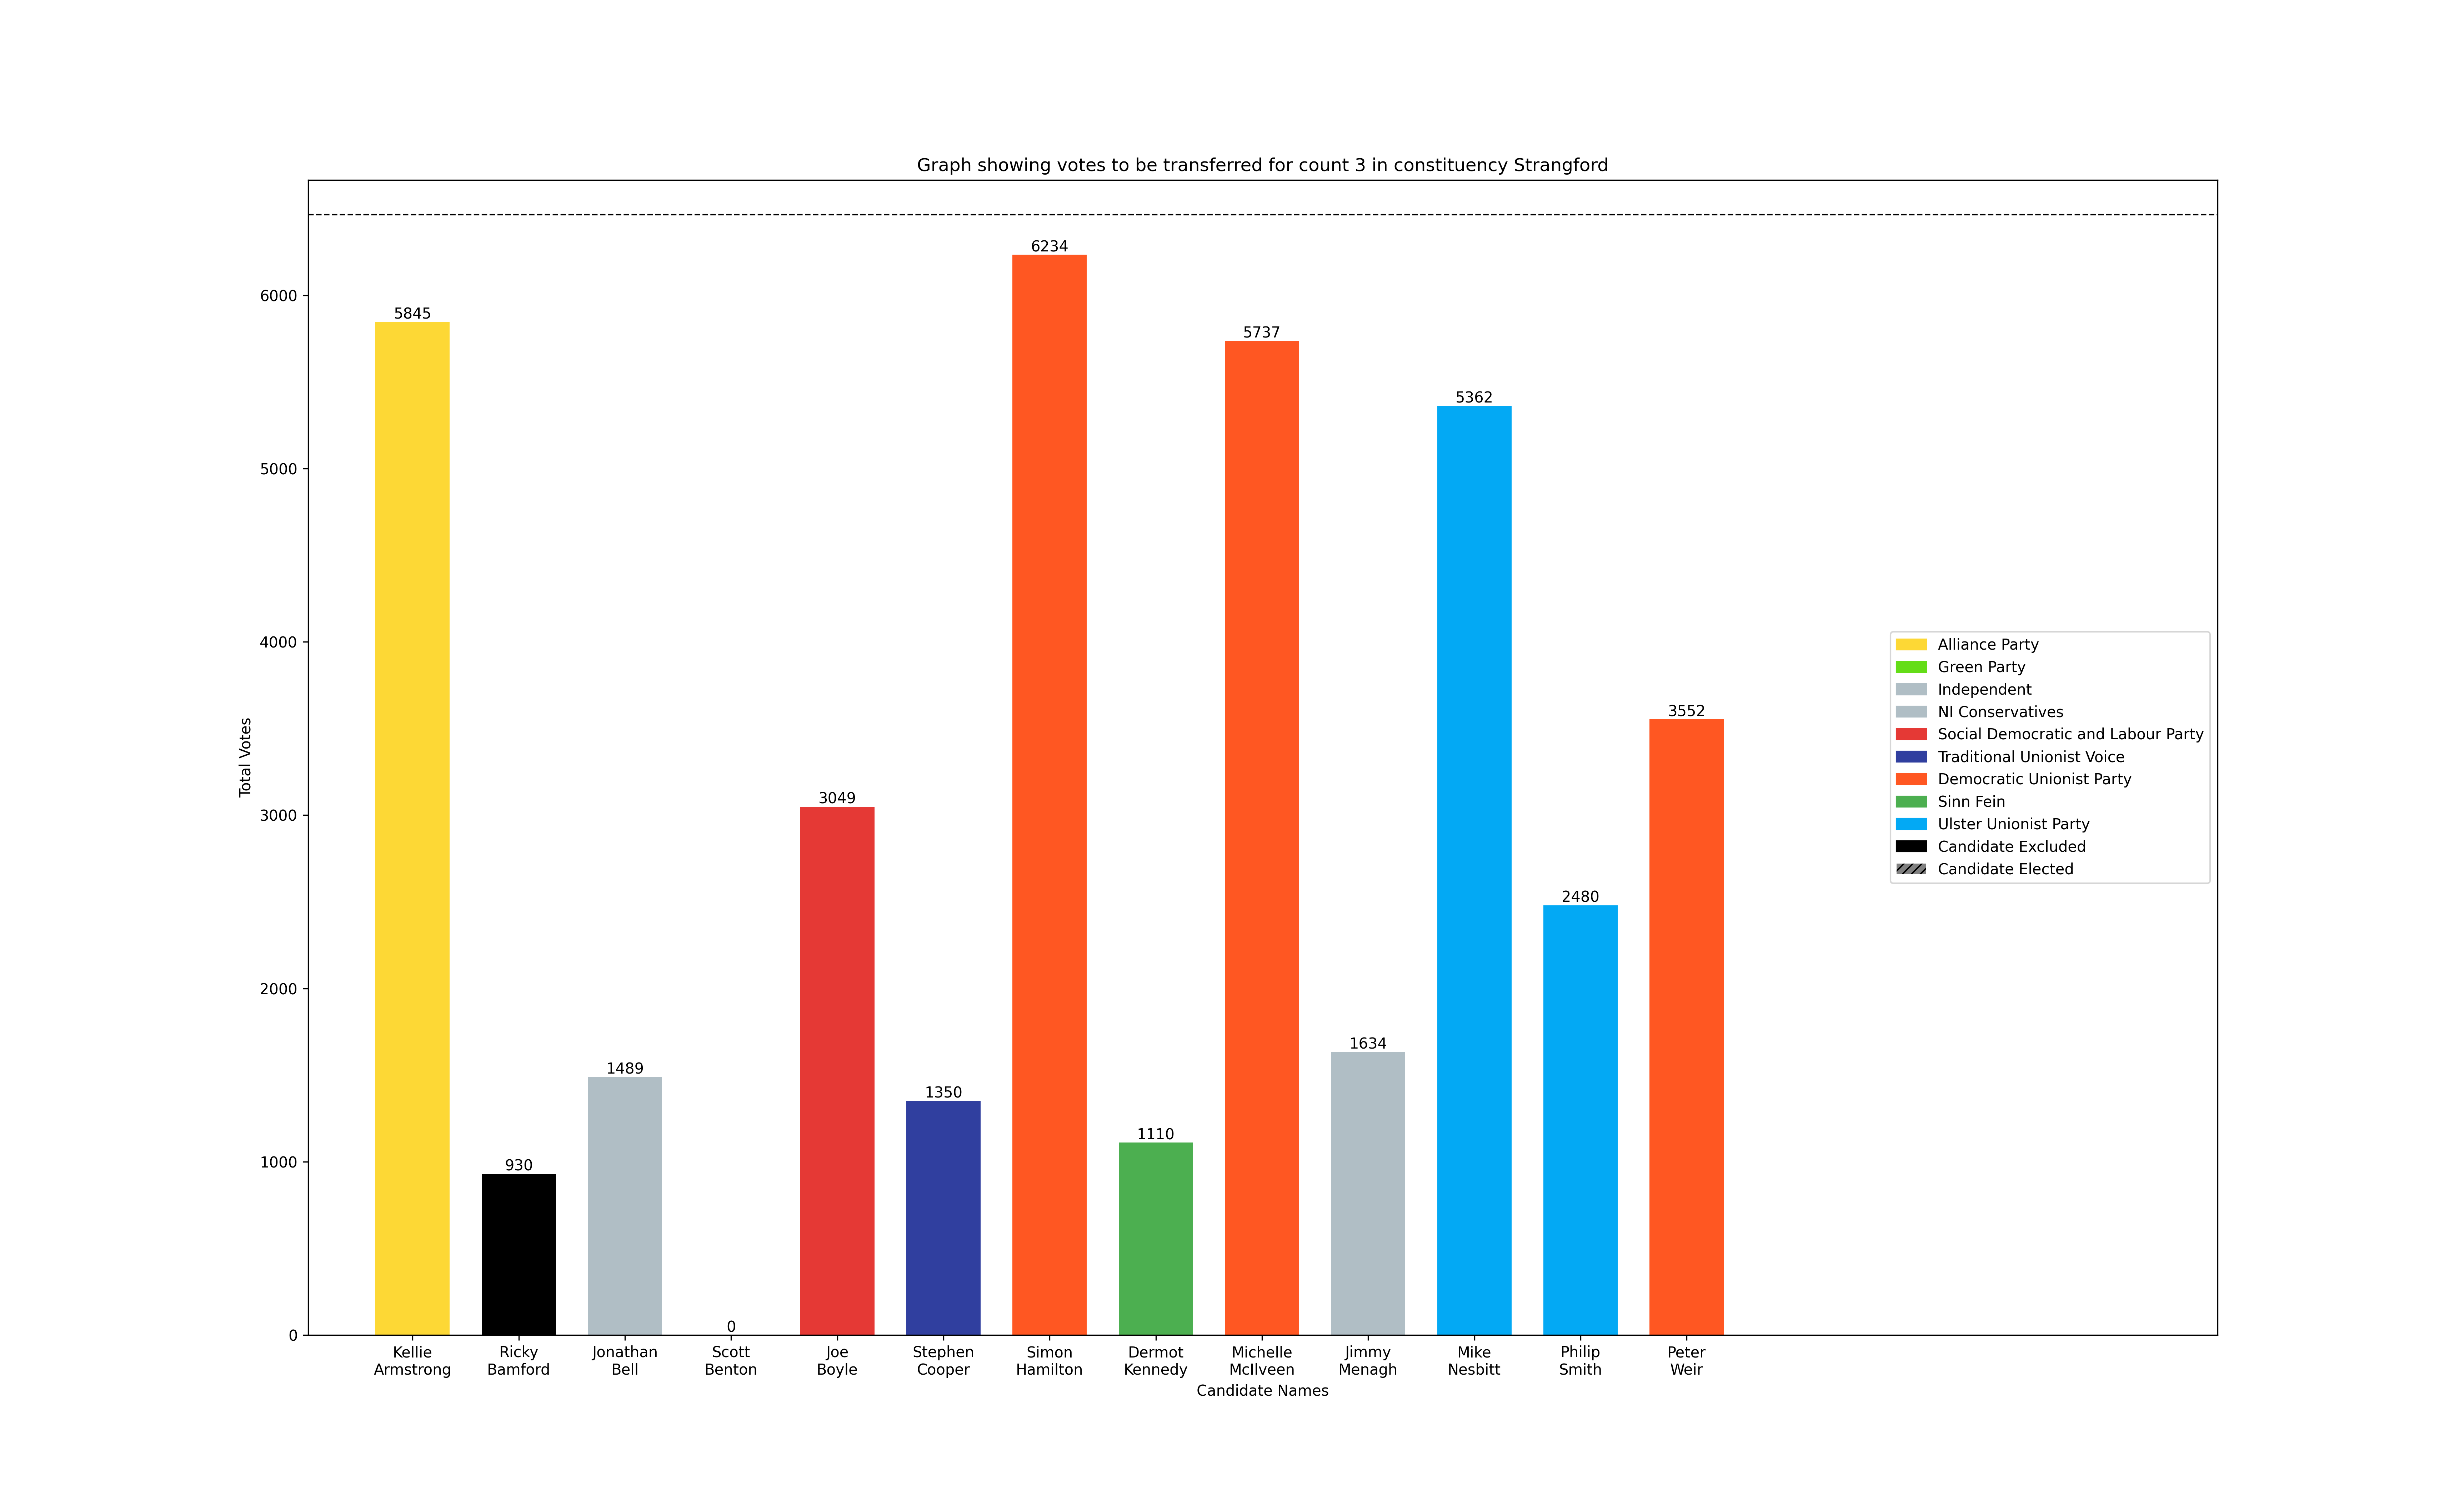 Graph showing votes to be transferred for count 3 in constituency Strangford
Total Votes
6000
5000
4000
3000
2000
1000
0
5845
930
1489
0
3049
1350
6234
1110
5737
1634
5362
2480
3552
Kellie
Armstrong
Ricky
Bamford
Jonathan
Bell
Scott
Benton
Joe
Boyle
Stephen
Cooper
Simon
Hamilton
Dermot
Kennedy
Michelle
McIlveen
Jimmy
Menagh
Mike
Nesbitt
Philip
Smith
Peter
Weir
Candidate Names
Alliance Party
Green Party
Independent
NI Conservatives
Social Democratic and Labour Party
Traditional Unionist Voice
Democratic Unionist Party
Sinn Fein
Ulster Unionist Party
Candidate Excluded
Candidate Elected